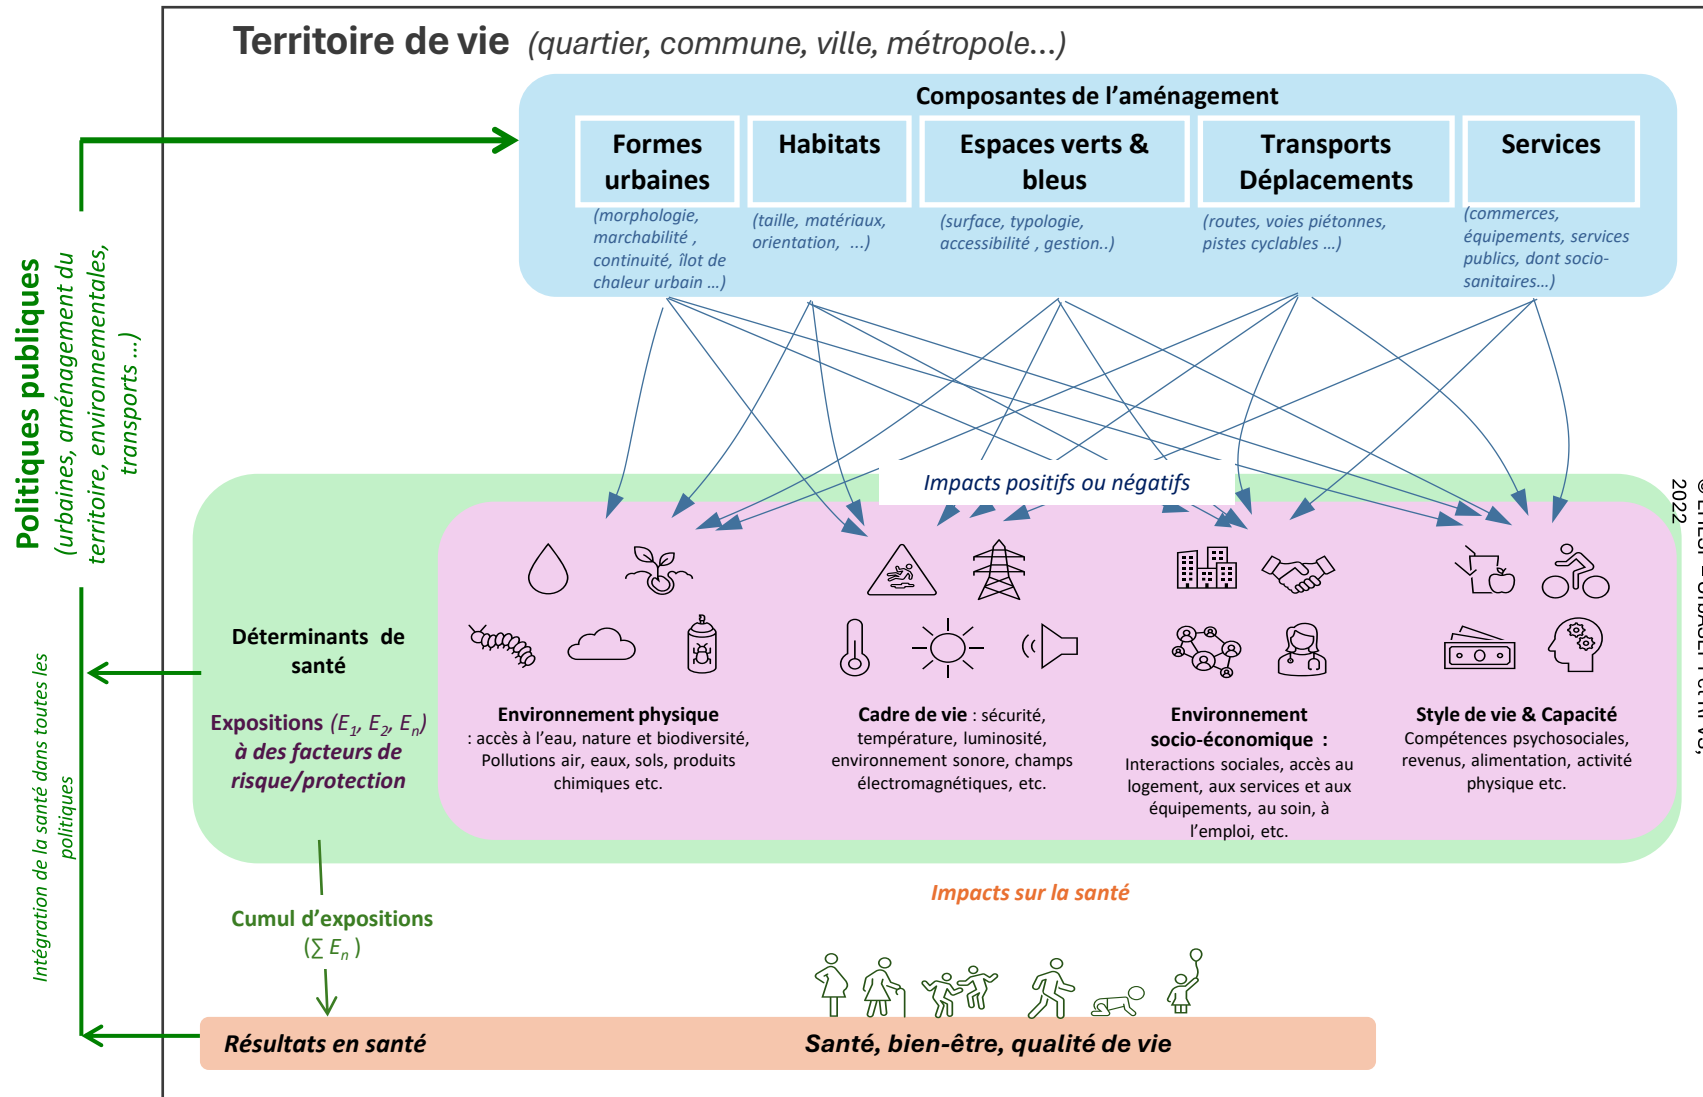 Territoire de vie (quartier, commune, ville, métropole...)
Composantes de l’aménagement
Formes
urbaines
(morphologie,
marchabilité ,
continuité, îlot de
chaleur urbain ...)
Habitats
(taille, matériaux,
orientation, ...)
Espaces verts &
bleus
(surface, typologie,
accessibilité , gestion..)
Transports
Déplacements
(routes, voies piétonnes,
pistes cyclables ...)
Services
(commerces,
équipements, services
publics, dont socio-
sanitaires...)
Politiques publiques
(urbaines, aménagement du
territoire, environnementales,
transports ...)
Intégration de la santé dans toutes les
politiques
Impacts positifs ou négatifs
Déterminants de
santé
Expositions (E1, E2, En)
à des facteurs de
risque/protection
Environnement physique
: accès à l’eau, nature et biodiversité,
Pollutions air, eaux, sols, produits
chimiques etc.
Cadre de vie : sécurité,
température, luminosité,
environnement sonore, champs
électromagnétiques, etc.
Environnement
socio-économique :
Interactions sociales, accès au
logement, aux services et aux
équipements, au soin, à
l’emploi, etc.
Style de vie & Capacité
Compétences psychosociales,
revenus, alimentation, activité
physique etc.
2022
Impacts sur la santé
Cumul d’expositions
(∑ En )
Résultats en santé
Santé, bien-être, qualité de vie